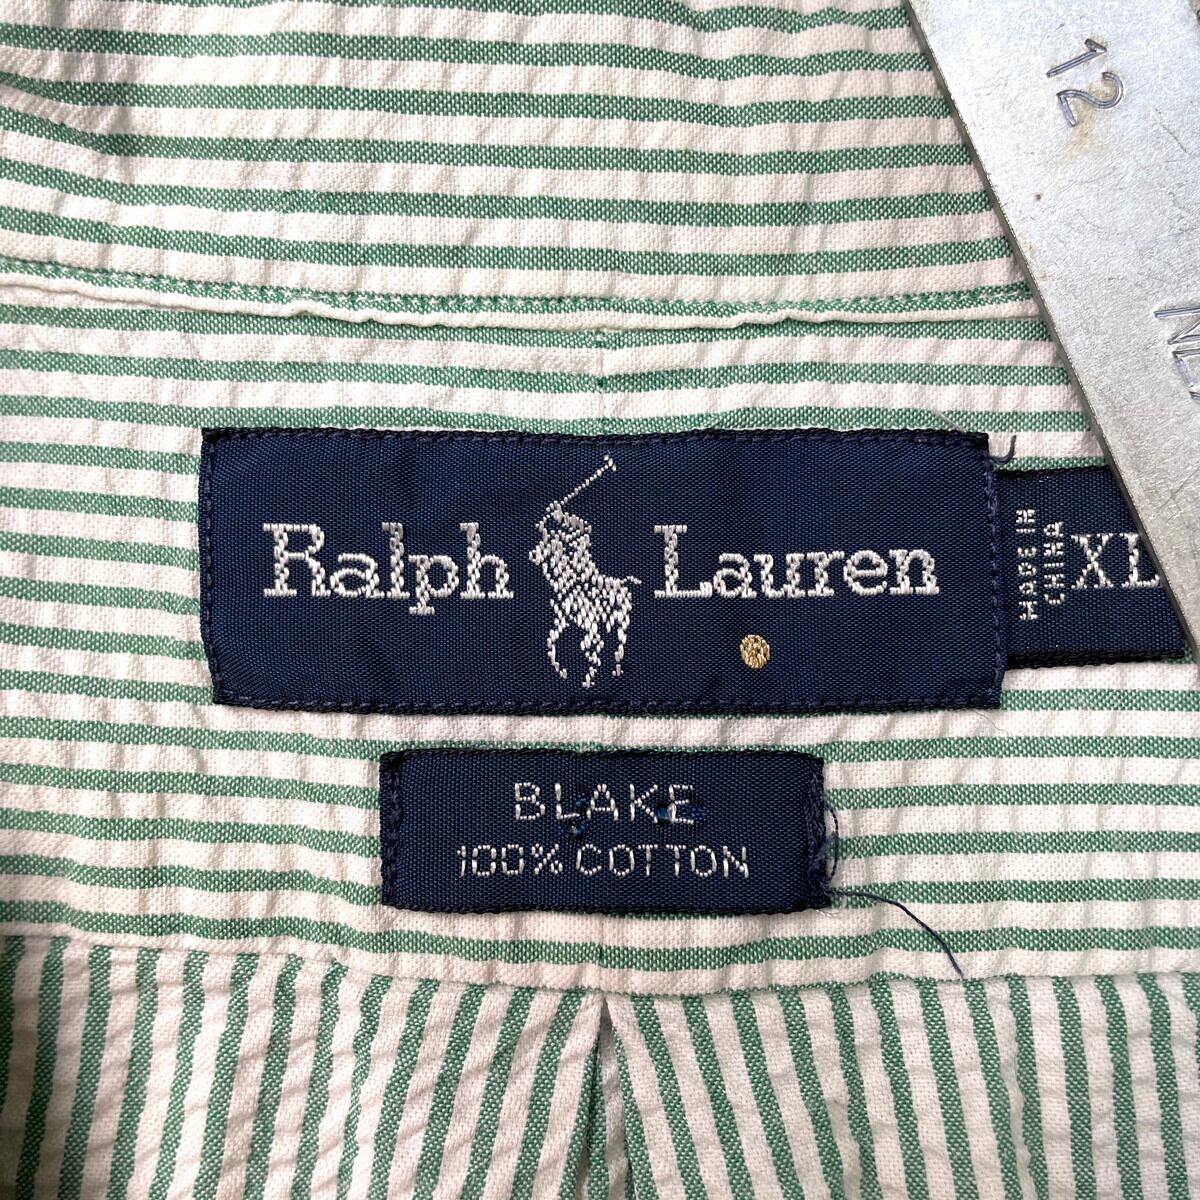 12
Ralph Lauren
MADE IN
CHINA
XL
BLAKE
100% COTTON